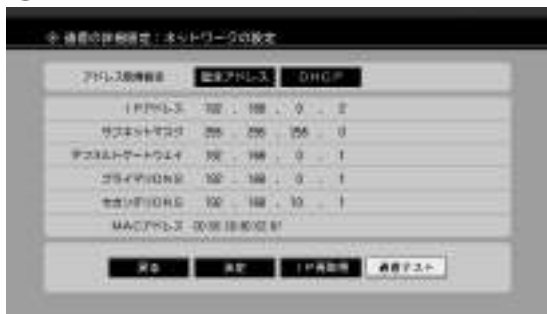 通信の詳細設定：ネットワークの設定
アドレス取得報告 固定アドレス DHCP
IPアドレス 192 . 168 . 0 . 2
サブネットマスク 255 . 255 . 255 . 0
デフォルトゲートウェイ 192 . 168 . 0 . 1
プライマリDNS 192 . 168 . 0 . 1
セカンダリDNS 192 . 168 . 10 . 1
MACアドレス
戻る 決定 IP再取得 通信テスト